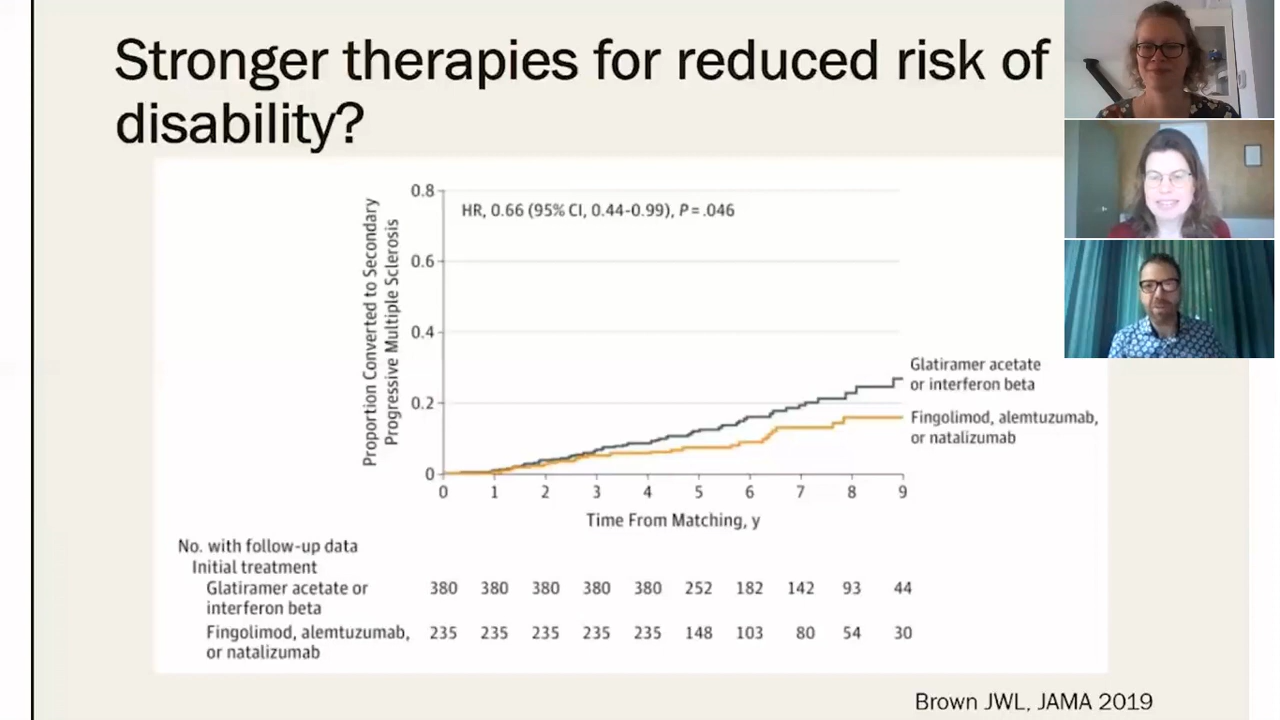 Stronger therapies for reduced risk of
disability?
Proportion Converted to Secondary
Progressive Multiple Sclerosis
0.8
0.6
0.4
0.2
0
HR, 0.66 (95% CI, 0.44-0.99), P = .046
Glatiramer acetate
or interferon beta
Fingolimod, alemtuzumab,
or natalizumab
0 1 2 3 4 5 6 7 8 9
Time From Matching, y
No. with follow-up data
Initial treatment
Glatiramer acetate or 380 380 380 380 380 252 182 142 93 44
interferon beta
Fingolimod, alemtuzumab, 235 235 235 235 235 148 103 80 54 30
or natalizumab
Brown JWL, JAMA 2019